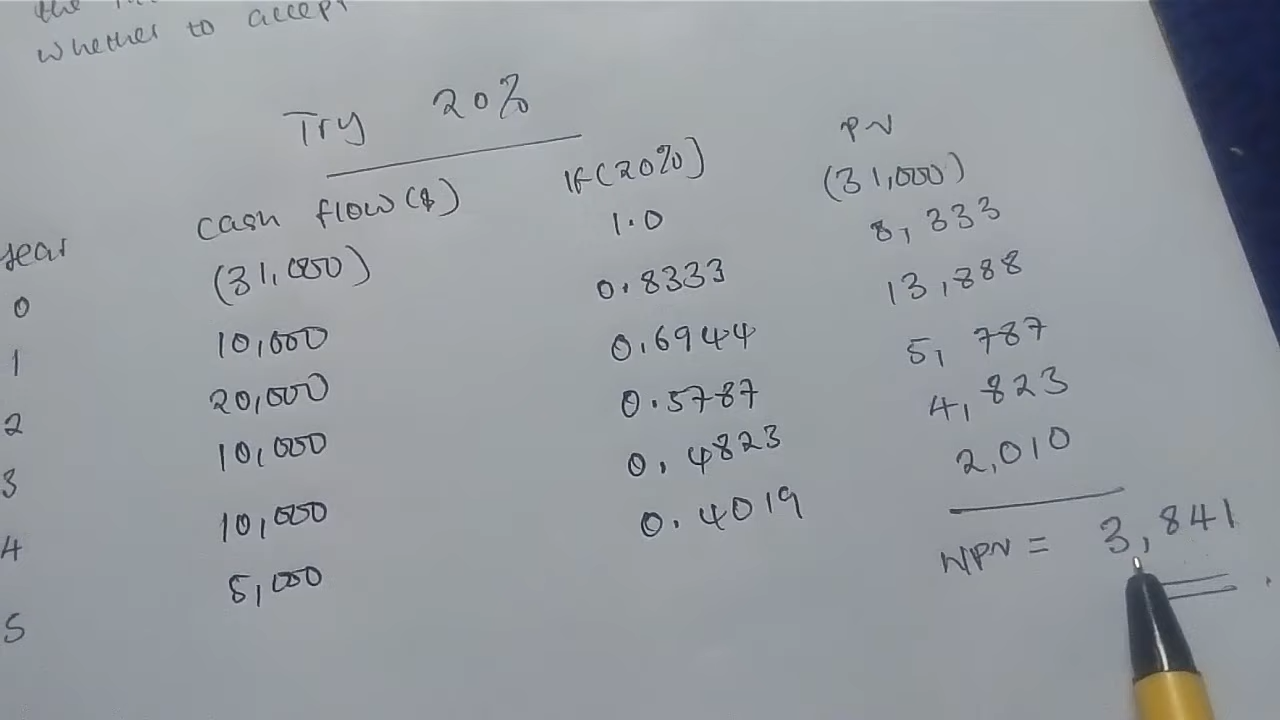 the
whether to accept
Try 20%
Year cash flow ($) IF(20%) PV
0 (31,000) 1.0 (31,000)
1 10,000 0.8333 8,333
2 20,000 0.6944 13,888
3 10,000 0.5787 5,787
4 10,000 0.4823 4,823
5 5,000 0.4019 2,010
NPV = 3,841